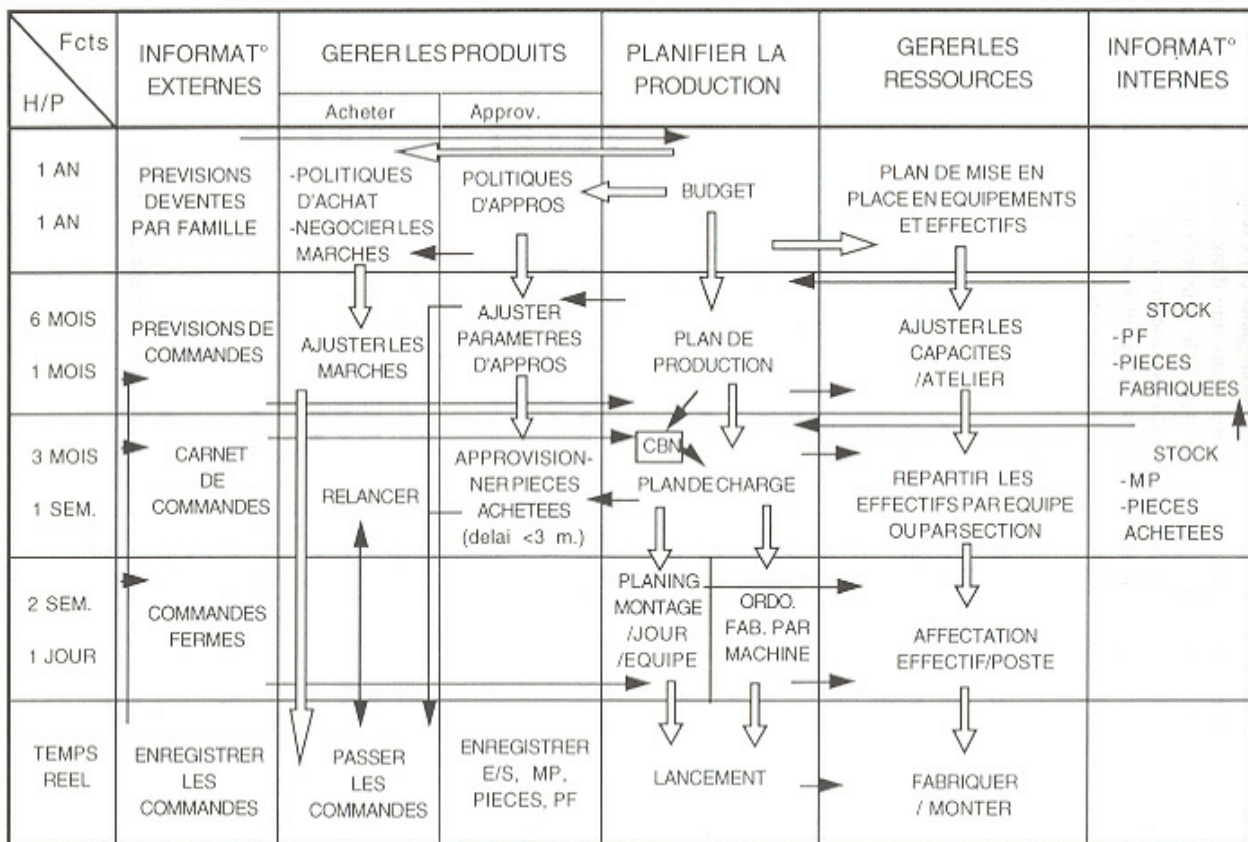 Fcts
H/P
INFORMAT°
EXTERNES
GERER LES PRODUITS
Acheter
Approv.
PLANIFIER LA
PRODUCTION
GERER LES
RESSOURCES
INFORMAT°
INTERNES
1 AN
1 AN
PREVISIONS
DE VENTES
PAR FAMILLE
-POLITIQUES
D'ACHAT
-NEGOCIER LES
MARCHES
POLITIQUES
D'APPROS
BUDGET
PLAN DE MISE EN
PLACE EN EQUIPEMENTS
ET EFFECTIFS
6 MOIS
1 MOIS
PREVISIONS DE
COMMANDES
AJUSTER LES
MARCHES
AJUSTER
PARAMETRES
D'APPROS
PLAN DE
PRODUCTION
AJUSTER LES
CAPACITES
/ATELIER
STOCK
-PF
-PIECES
FABRIQUEES
3 MOIS
1 SEM.
CARNET
DE
COMMANDES
RELANCER
APPROVISION-
NER PIECES
ACHETEES
(delai <3 m.)
CBN
PLAN DE CHARGE
REPARTIR LES
EFFECTIFS PAR EQUIPE
OU PAR SECTION
STOCK
-MP
-PIECES
ACHETEES
2 SEM.
1 JOUR
COMMANDES
FERMES
PLANING
MONTAGE
/JOUR
/EQUIPE
ORDO.
FAB. PAR
MACHINE
AFFECTATION
EFFECTIF/POSTE
TEMPS
REEL
ENREGISTRER
LES
COMMANDES
PASSER
LES
COMMANDES
ENREGISTRER
E/S, MP,
PIECES, PF
LANCEMENT
FABRIQUER
/ MONTER